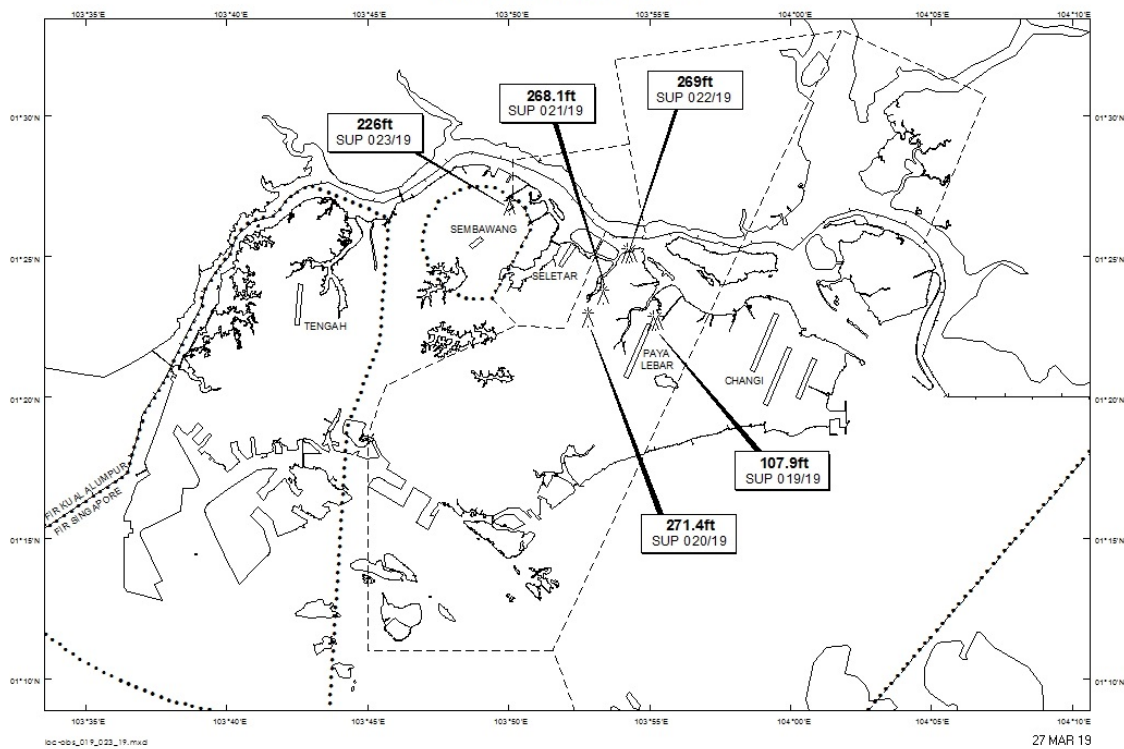 103°35'E 103°40'E 103°45'E 103°50'E 103°55'E 104°00'E 104°05'E 104°10'E
269ft
SUP 022/19
268.1ft
SUP 021/19
226ft
SUP 023/19
01°30'N 01°30'N
SEMBAWANG
01°25'N 01°25'N
SELETAR
TENGAH
PAYA
LEBAR
CHANGI
01°20'N 01°20'N
107.9ft
SUP 019/19
FIR KUALALUMPUR
FIR SINGAPORE
271.4ft
SUP 020/19
01°15'N 01°15'N
01°10'N 01°10'N
103°35'E 103°40'E 103°45'E 103°50'E 103°55'E 104°00'E 104°05'E 104°10'E
loc-obs_019_023_19.mxd
27 MAR 19